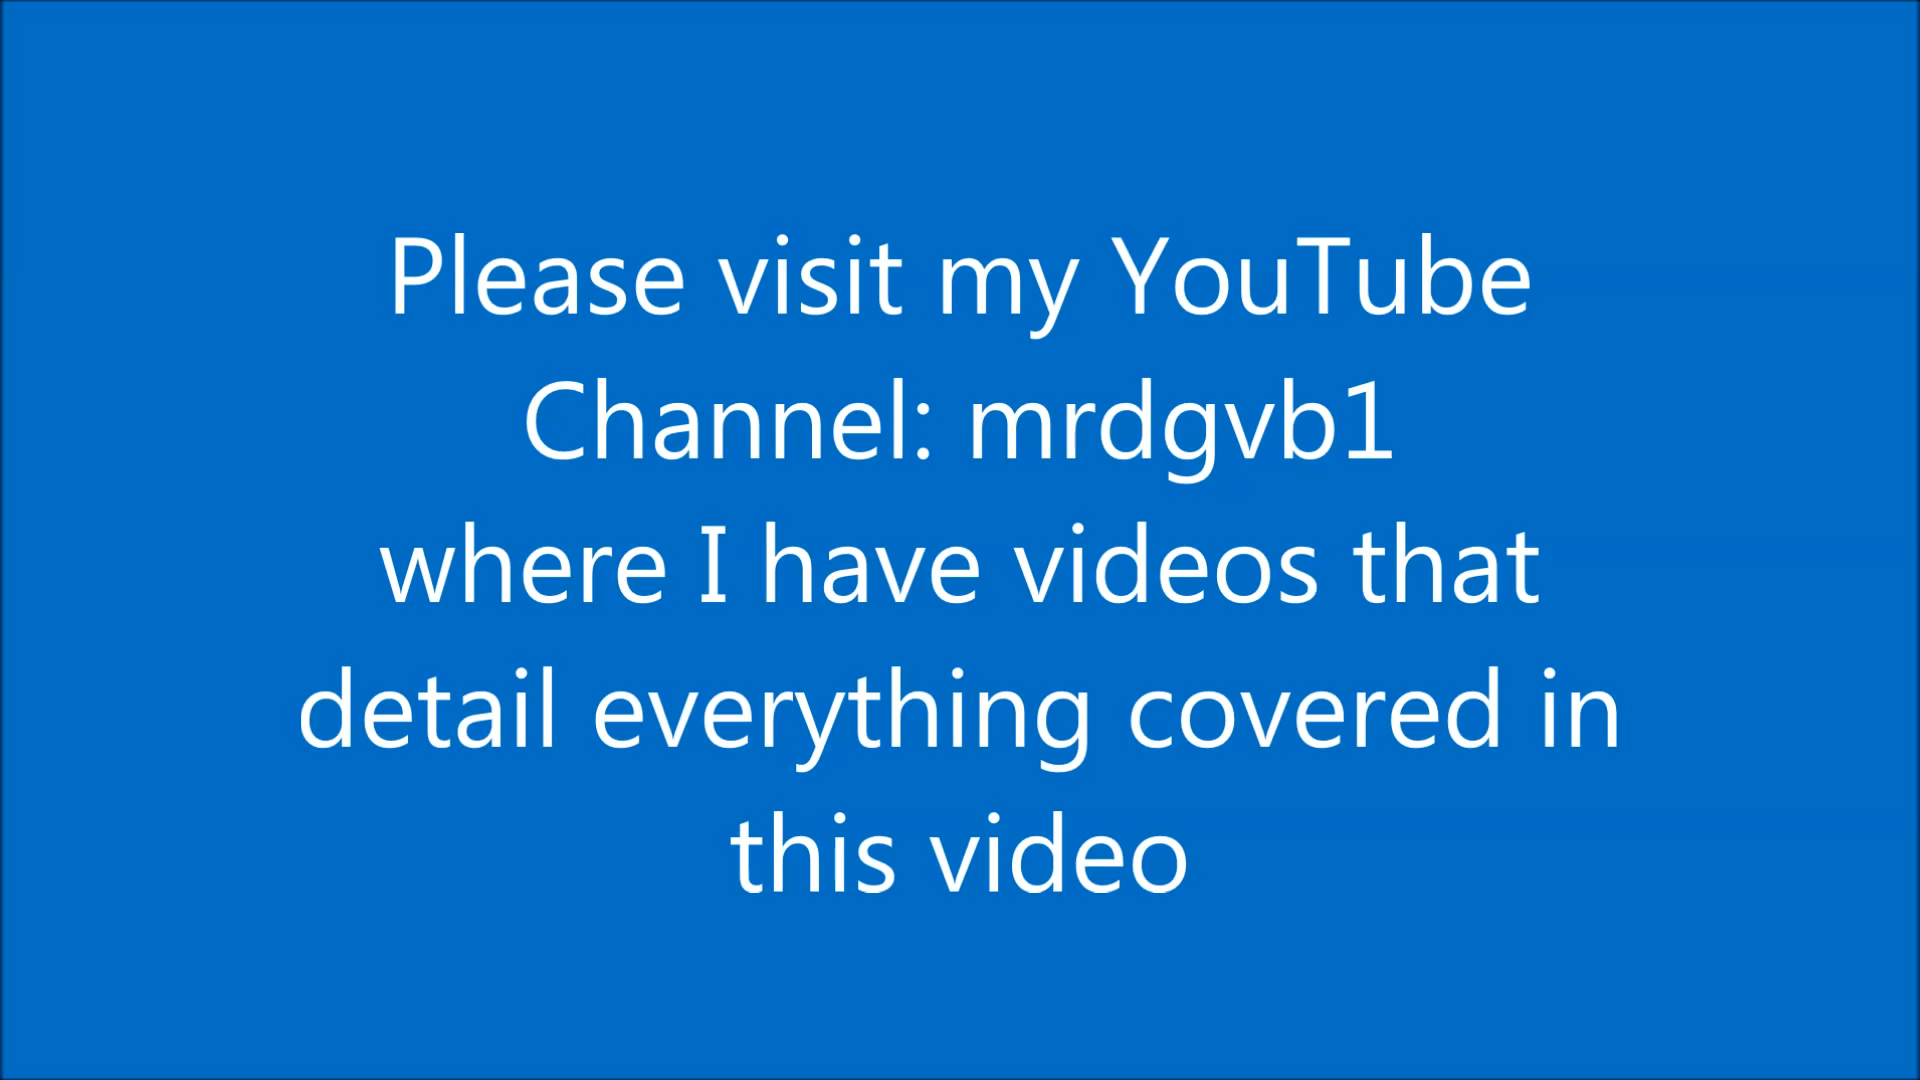 Please visit my YouTube
Channel: mrdgvb1
where I have videos that
detail everything covered in
this video